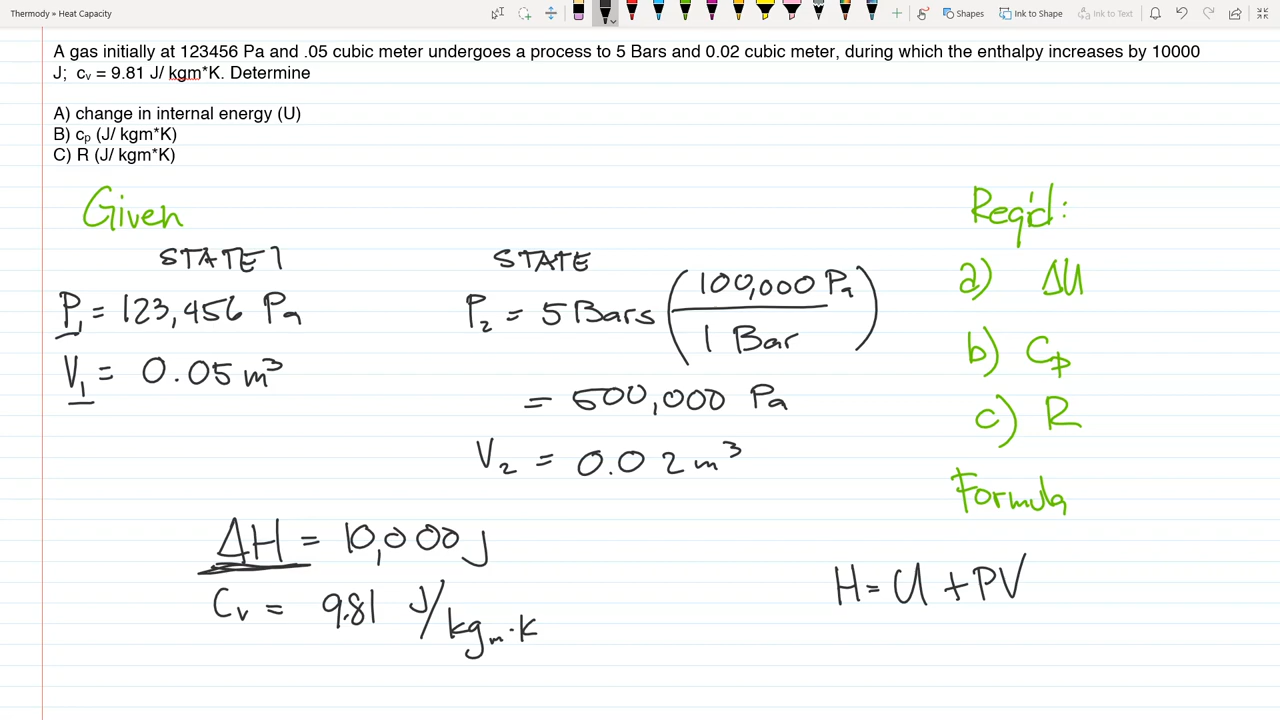 Thermody » Heat Capacity
Shapes Ink to Shape Ink to Text
A gas initially at 123456 Pa and .05 cubic meter undergoes a process to 5 Bars and 0.02 cubic meter, during which the enthalpy increases by 10000
J; cᵥ = 9.81 J/ kgm*K. Determine
A) change in internal energy (U)
B) cₚ (J/ kgm*K)
C) R (J/ kgm*K)
Given
STATE 1
P₁ = 123,456 Pa
V₁ = 0.05 m³
STATE
P₂ = 5 Bars (100,000 Pa / 1 Bar)
= 500,000 Pa
V₂ = 0.02 m³
ΔH = 10,000 J
Cᵥ = 9.81 J/kgₘ·K
Req'd:
a) ΔU
b) Cₚ
c) R
Formula
H = U + PV